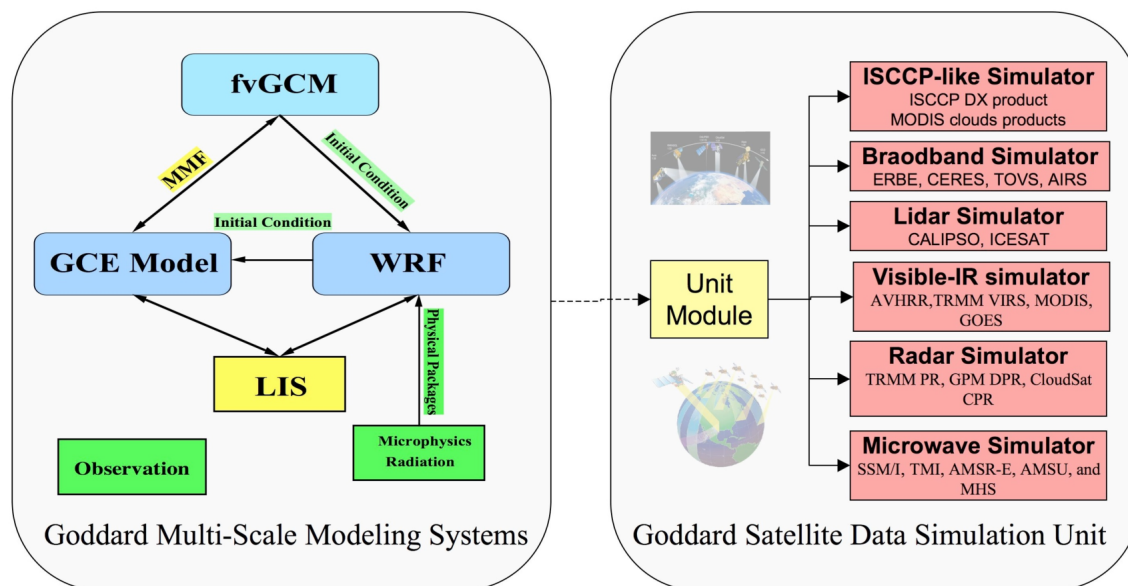 fvGCM
MMF
Initial Condition
Initial Condition
GCE Model
WRF
Physical Packages
LIS
Microphysics
Radiation
Observation
Goddard Multi-Scale Modeling Systems
Unit
Module
ISCCP-like Simulator
ISCCP DX product
MODIS clouds products
Braodband Simulator
ERBE, CERES, TOVS, AIRS
Lidar Simulator
CALIPSO, ICESAT
Visible-IR simulator
AVHRR,TRMM VIRS, MODIS,
GOES
Radar Simulator
TRMM PR, GPM DPR, CloudSat
CPR
Microwave Simulator
SSM/I, TMI, AMSR-E, AMSU, and
MHS
Goddard Satellite Data Simulation Unit